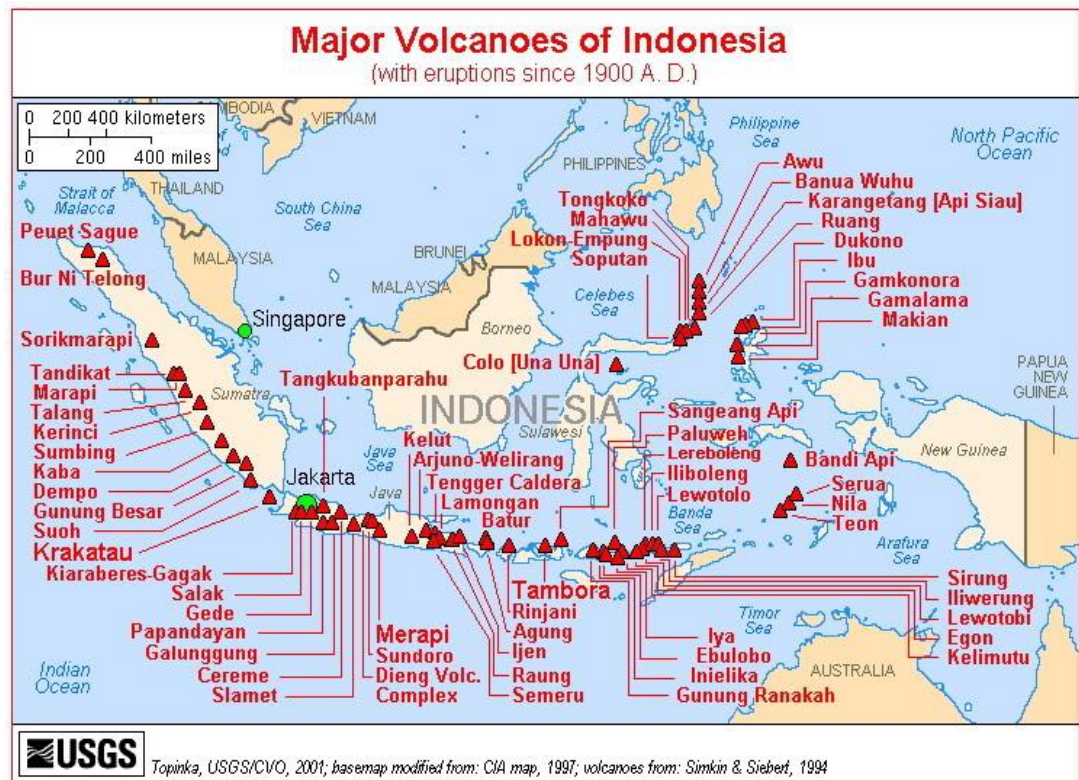 Major Volcanoes of Indonesia
(with eruptions since 1900 A. D.)
0 200 400 kilometers
0 200 400 miles
CAMBODIA
VIETNAM
THAILAND
Strait of
Malacca
South China
Sea
PHILIPPINES
Philippine
Sea
North Pacific
Ocean
Awu
Banua Wuhu
Karangetang [Api Siau]
Ruang
Dukono
Ibu
Gamkonora
Gamalama
Makian
Tongkoko
Mahawu
Lokon-Empung
Soputan
Peuet Sague
Bur Ni Telong
MALAYSIA
BRUNEI
MALAYSIA
Celebes
Sea
Singapore
Borneo
Sorikmarapi
Colo [Una Una]
PAPUA
NEW
GUINEA
Tandikat
Marapi
Talang
Kerinci
Sumbing
Kaba
Dempo
Gunung Besar
Suoh
Krakatau
Sumatra
Tangkubanparahu
INDONESIA
Sulawesi
New Guinea
Sangeang Api
Paluweh
Lereboleng
Iliboleng
Lewotolo
Bandi Api
Serua
Nila
Teon
Jakarta
Java
Sea
Java
Kelut
Arjuno-Welirang
Tengger Caldera
Lamongan
Batur
Banda
Sea
Arafura
Sea
Kiaraberes-Gagak
Salak
Gede
Papandayan
Galunggung
Cereme
Slamet
Merapi
Sundoro
Dieng Volc.
Complex
Tambora
Rinjani
Agung
Ijen
Raung
Semeru
Iya
Ebulobo
Inielika
Gunung Ranakah
Sirung
Iliwerung
Lewotobi
Egon
Kelimutu
Timor
Sea
Indian
Ocean
AUSTRALIA
USGS
Topinka, USGS/CVO, 2001; basemap modified from: CIA map, 1997; volcanoes from: Simkin & Siebert, 1994